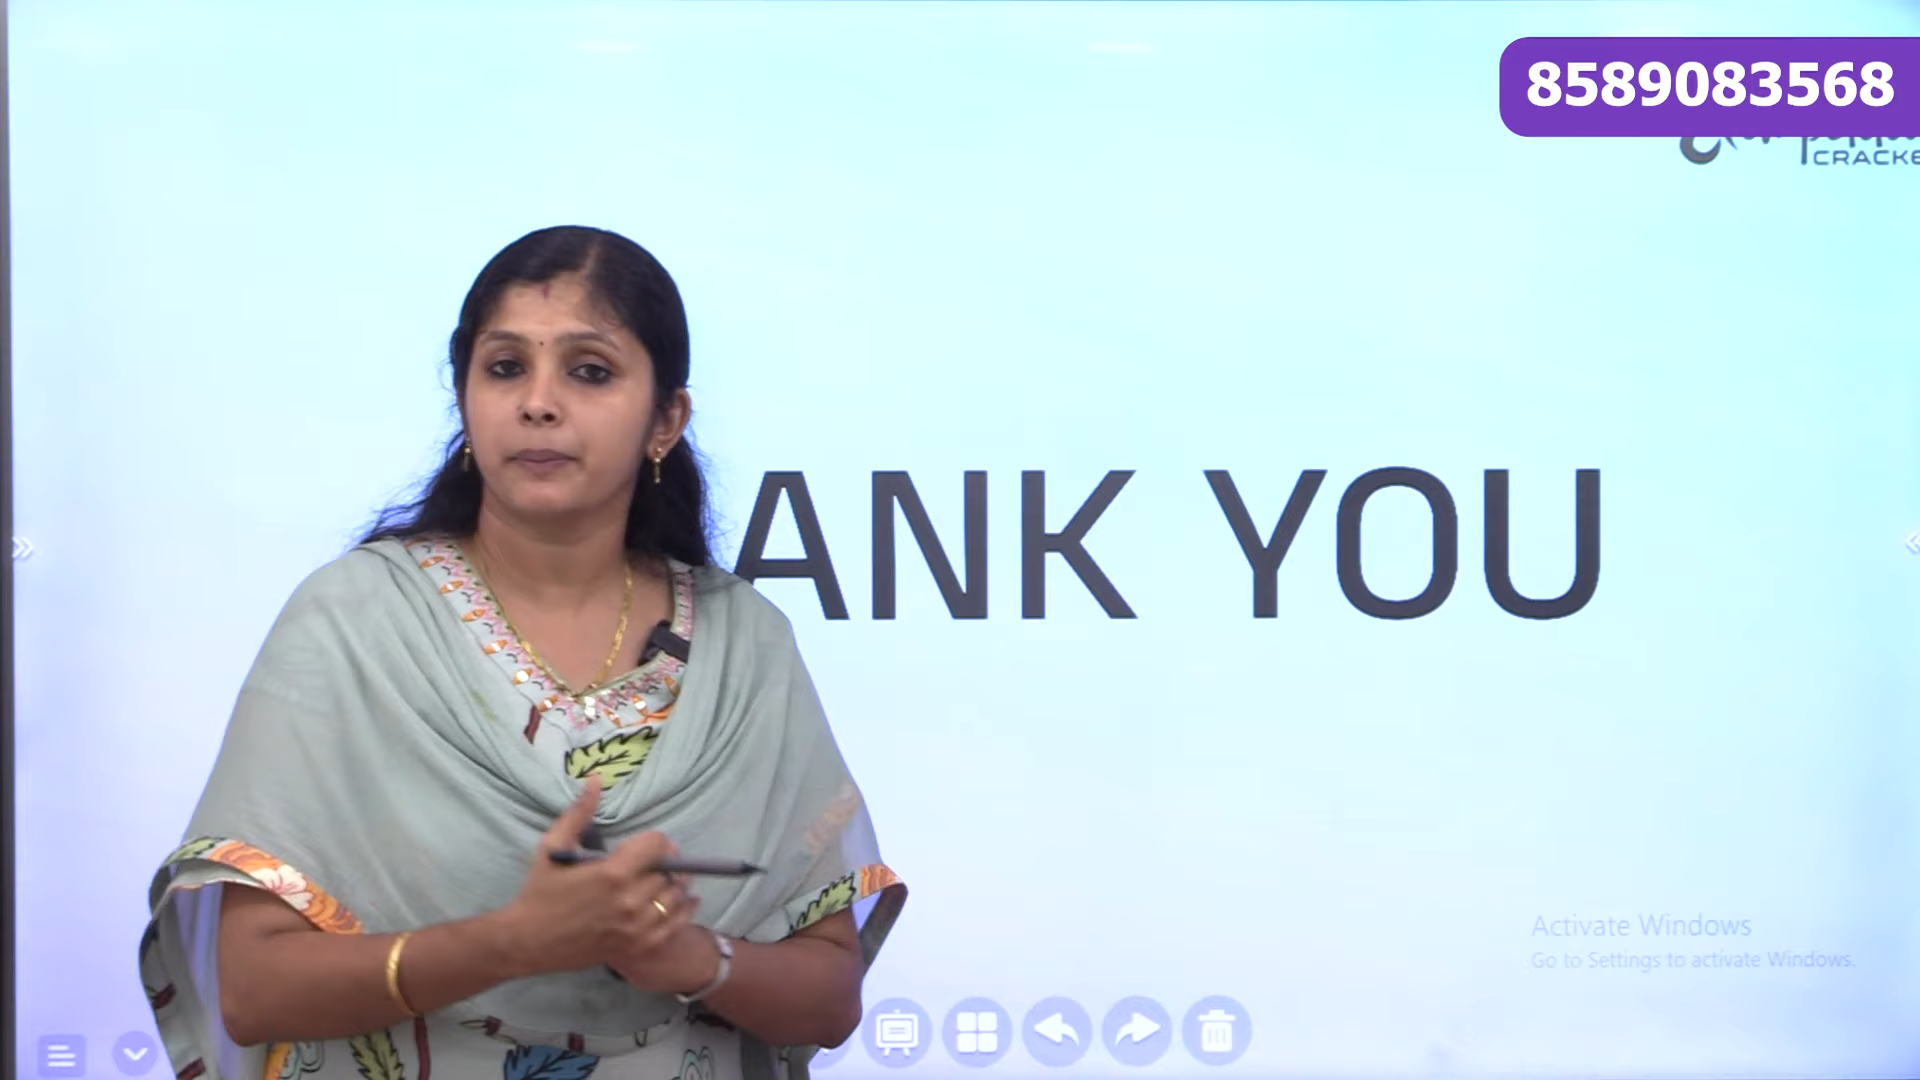 8589083568
CRACKE
ANK YOU
Activate Windows
Go to Settings to activate Windows.